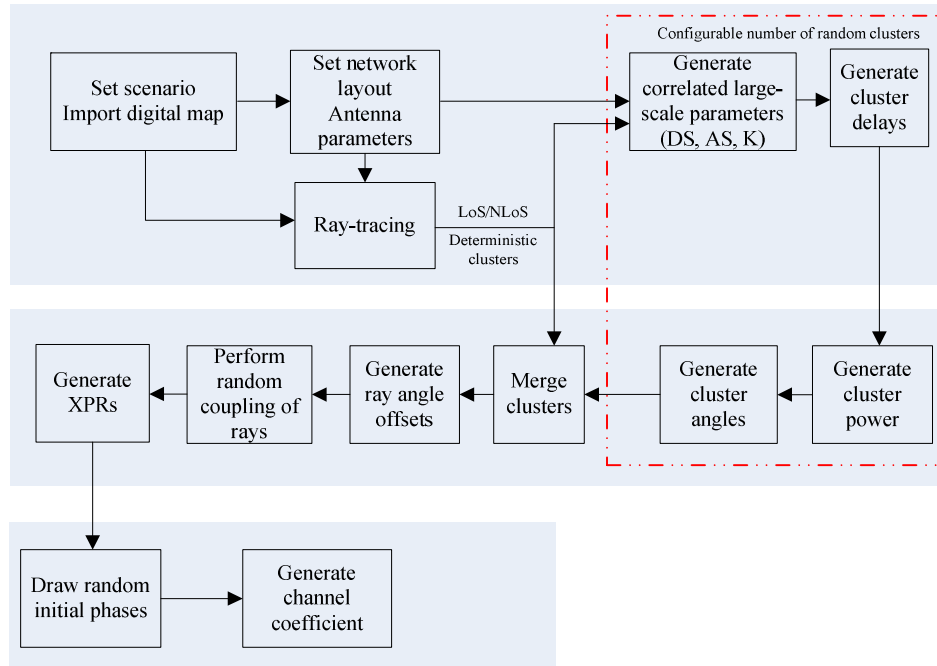 Configurable number of random clusters
Set scenario
Import digital map
Set network
layout
Antenna
parameters
Generate
correlated large-
scale parameters
(DS, AS, K)
Generate
cluster
delays
Ray-tracing
LoS/NLoS
Deterministic
clusters
Generate
XPRs
Perform
random
coupling of
rays
Generate
ray angle
offsets
Merge
clusters
Generate
cluster
angles
Generate
cluster
power
Draw random
initial phases
Generate
channel
coefficient